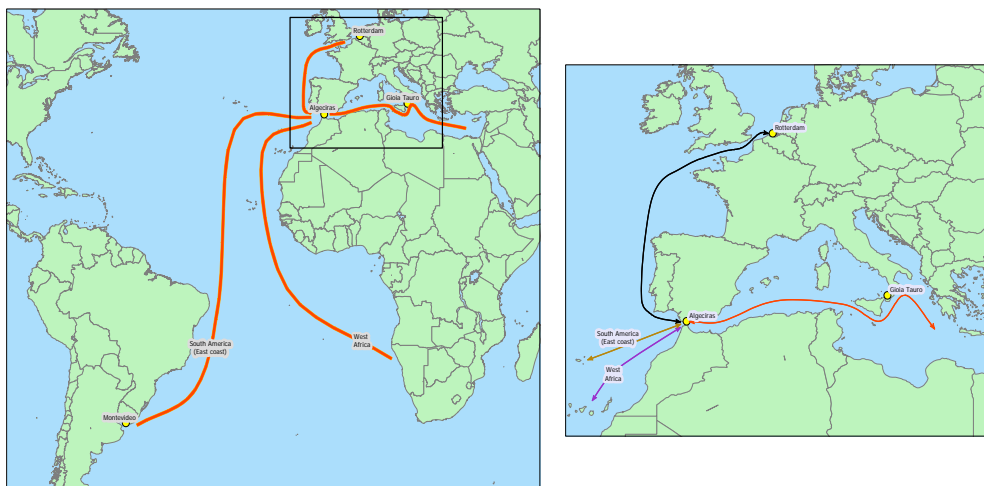 Rotterdam
Gioia Tauro
Algeciras
South America
(East coast)
West
Africa
Montevideo
Rotterdam
Gioia Tauro
Algeciras
South America
(East coast)
West
Africa